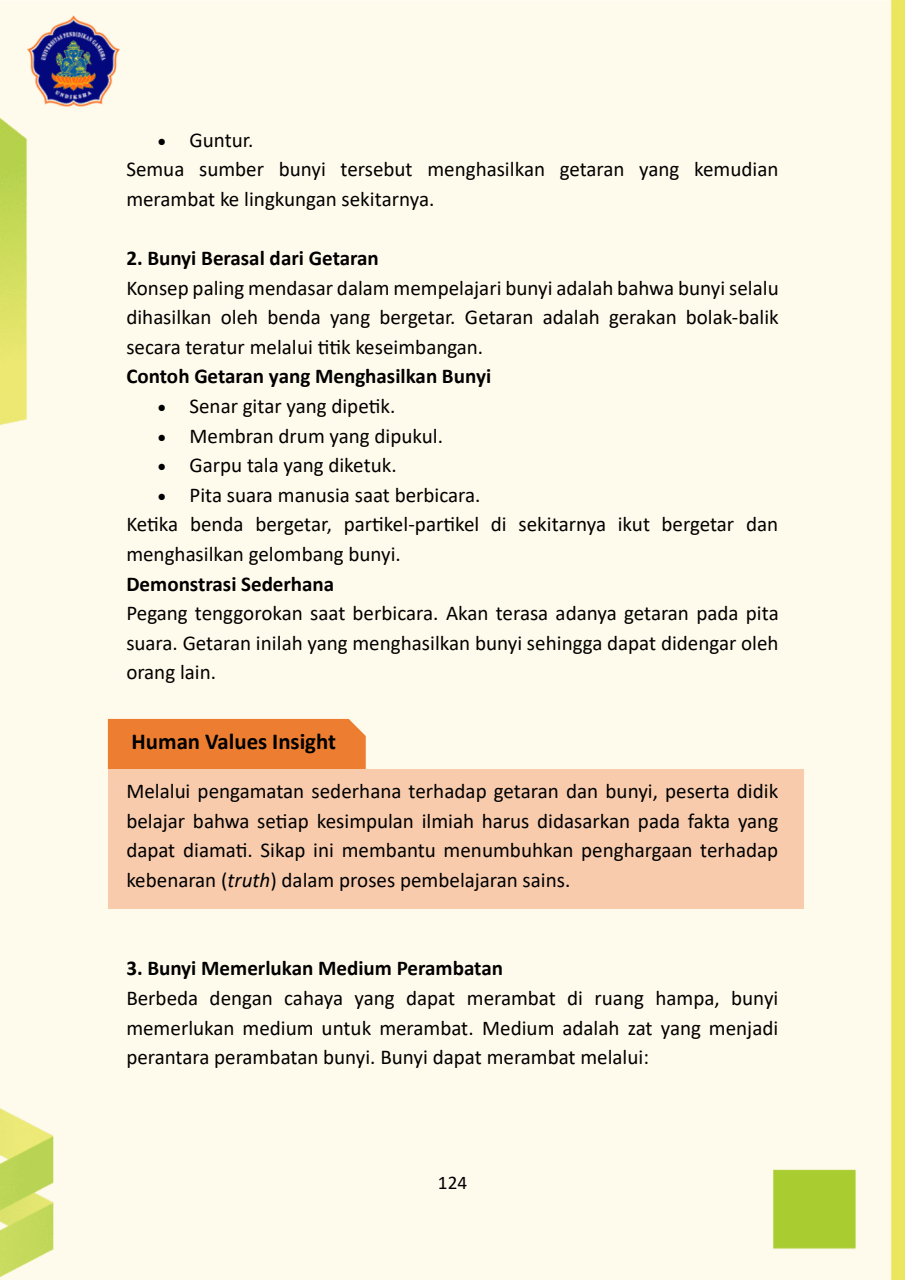 UNIVERSITAS PENDIDIKAN GANESHA
UNDIKSHA
• Guntur.
Semua sumber bunyi tersebut menghasilkan getaran yang kemudian
merambat ke lingkungan sekitarnya.
2. Bunyi Berasal dari Getaran
Konsep paling mendasar dalam mempelajari bunyi adalah bahwa bunyi selalu
dihasilkan oleh benda yang bergetar. Getaran adalah gerakan bolak-balik
secara teratur melalui titik keseimbangan.
Contoh Getaran yang Menghasilkan Bunyi
• Senar gitar yang dipetik.
• Membran drum yang dipukul.
• Garpu tala yang diketuk.
• Pita suara manusia saat berbicara.
Ketika benda bergetar, partikel-partikel di sekitarnya ikut bergetar dan
menghasilkan gelombang bunyi.
Demonstrasi Sederhana
Pegang tenggorokan saat berbicara. Akan terasa adanya getaran pada pita
suara. Getaran inilah yang menghasilkan bunyi sehingga dapat didengar oleh
orang lain.
Human Values Insight
Melalui pengamatan sederhana terhadap getaran dan bunyi, peserta didik
belajar bahwa setiap kesimpulan ilmiah harus didasarkan pada fakta yang
dapat diamati. Sikap ini membantu menumbuhkan penghargaan terhadap
kebenaran (truth) dalam proses pembelajaran sains.
3. Bunyi Memerlukan Medium Perambatan
Berbeda dengan cahaya yang dapat merambat di ruang hampa, bunyi
memerlukan medium untuk merambat. Medium adalah zat yang menjadi
perantara perambatan bunyi. Bunyi dapat merambat melalui:
124